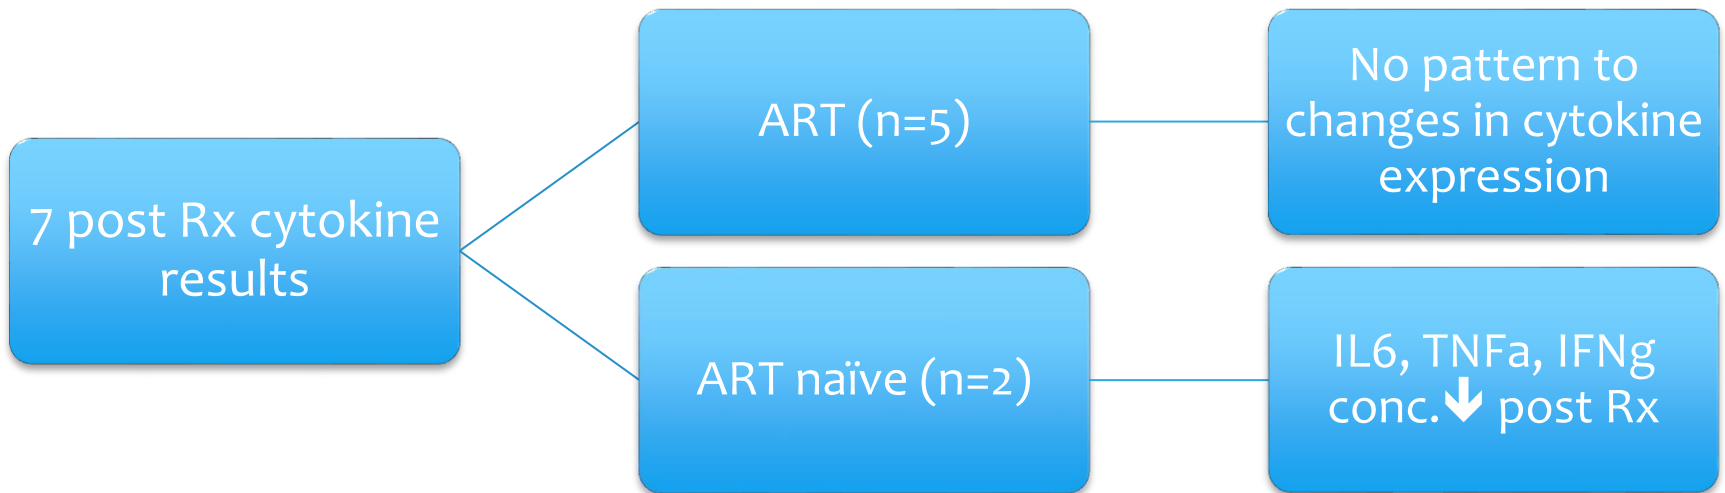 7 post Rx cytokine
results
ART (n=5)
No pattern to
changes in cytokine
expression
ART naïve (n=2)
IL6, TNFa, IFNg
conc.🡻 post Rx